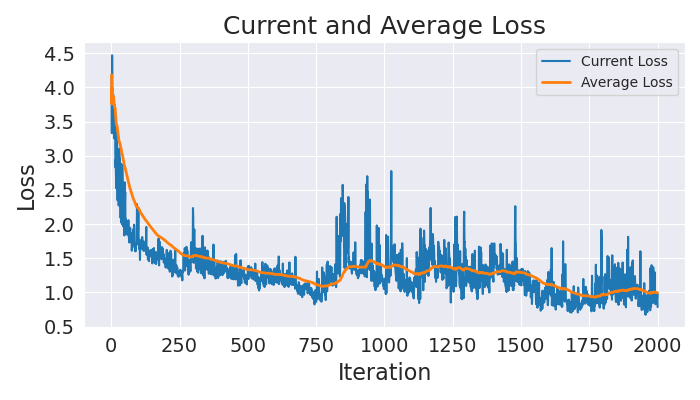 Current and Average Loss
Current Loss
Average Loss
Loss
4.5
4.0
3.5
3.0
2.5
2.0
1.5
1.0
0.5
0 250 500 750 1000 1250 1500 1750 2000
Iteration